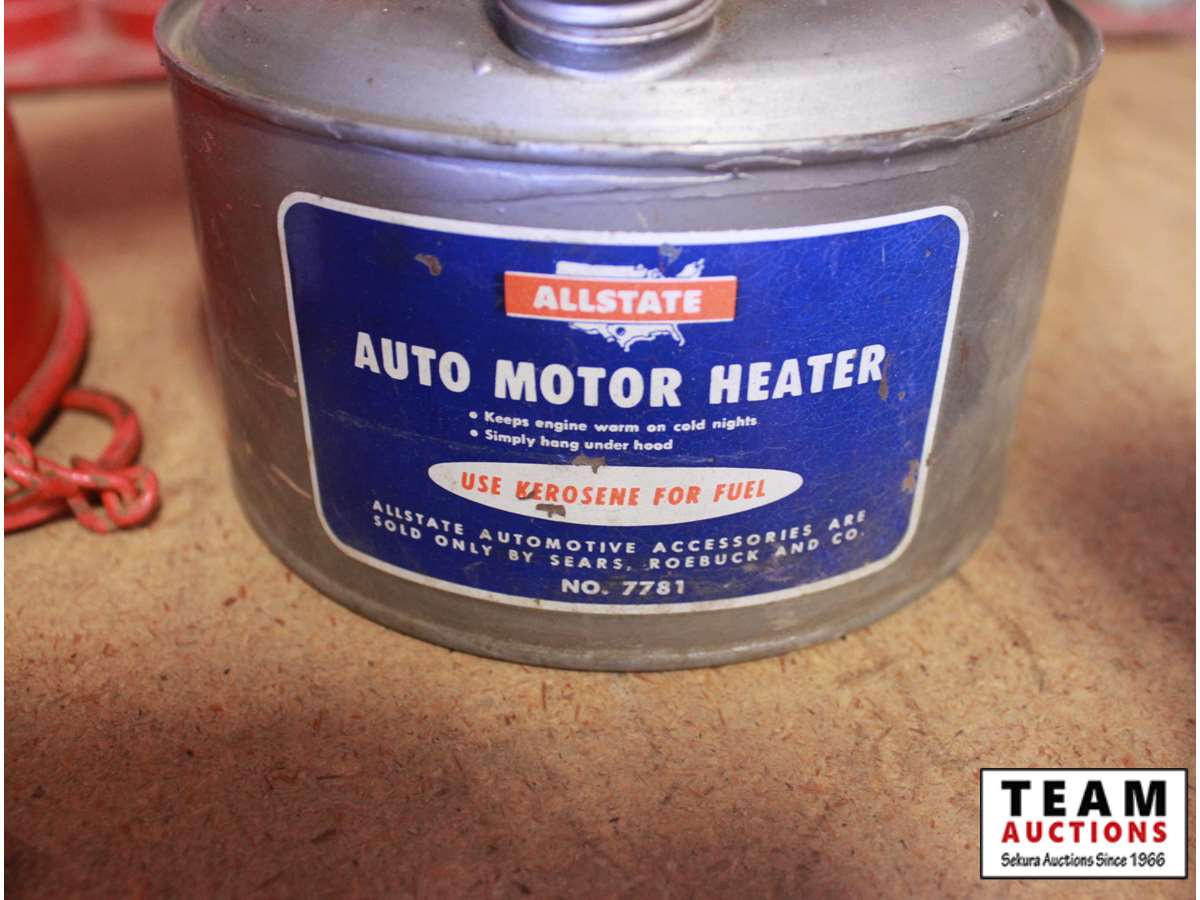 ALLSTATE
AUTO MOTOR HEATER
• Keeps engine warm on cold nights
• Simply hang under hood
USE KEROSENE FOR FUEL
ALLSTATE AUTOMOTIVE ACCESSORIES ARE
SOLD ONLY BY SEARS, ROEBUCK AND CO.
NO. 7781
TEAM
AUCTIONS
Sekura Auctions Since 1966